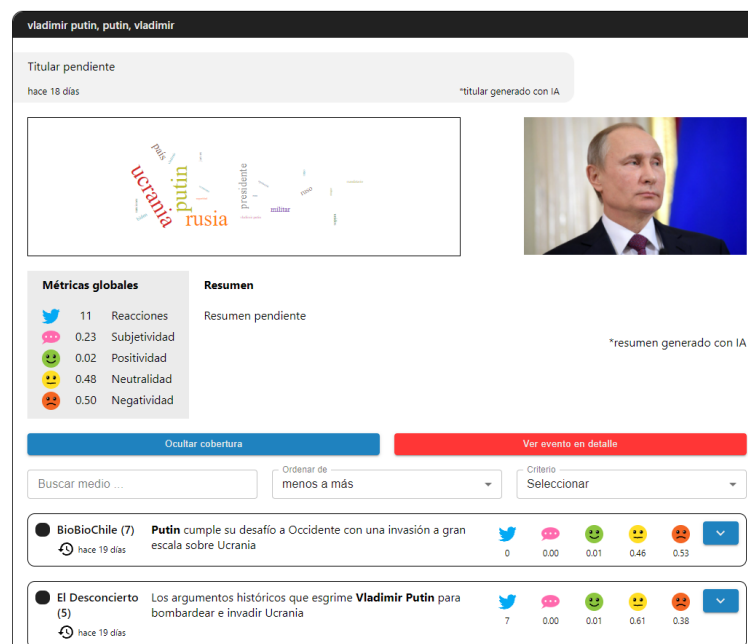 vladimir putin, putin, vladimir
Titular pendiente
hace 18 días
*titular generado con IA
país
ucrania
putin
rusia
presidente
militar
ruso
Métricas globales
Resumen
11 Reacciones
Resumen pendiente
0.23 Subjetividad
*resumen generado con IA
0.02 Positividad
0.48 Neutralidad
0.50 Negatividad
Ocultar cobertura
Ver evento en detalle
Buscar medio ...
Ordenar de
menos a más
Criterio
Seleccionar
BioBioChile (7)
hace 19 días
Putin cumple su desafío a Occidente con una invasión a gran
escala sobre Ucrania
0 0.00 0.01 0.46 0.53
El Desconcierto
(5)
hace 19 días
Los argumentos históricos que esgrime Vladimir Putin para
bombardear e invadir Ucrania
7 0.00 0.01 0.61 0.38